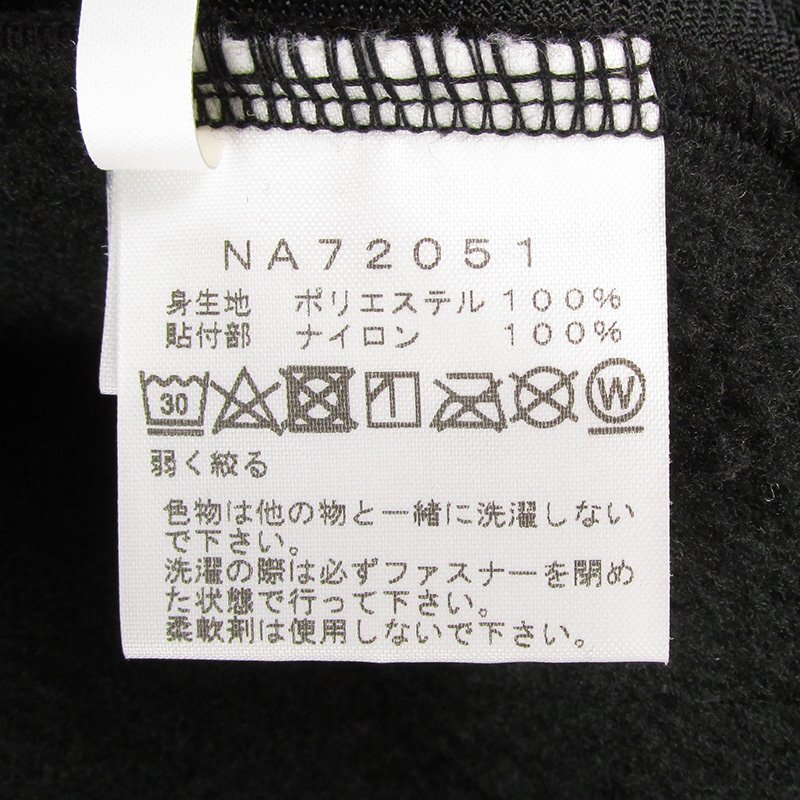 NA72051
身生地 ポリエステル 100%
貼付部 ナイロン 100%
30 W
弱く絞る
色物は他の物と一緒に洗濯しない
で下さい。
洗濯の際は必ずファスナーを閉め
た状態で行って下さい。
柔軟剤は使用しないで下さい。